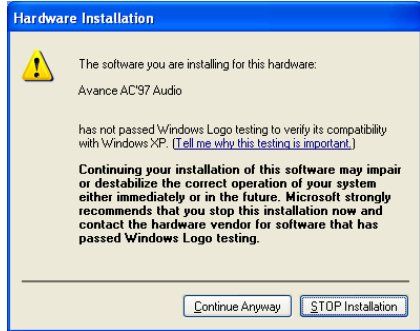 Hardware Installation
The software you are installing for this hardware:
Avance AC'97 Audio
has not passed Windows Logo testing to verify its compatibility
with Windows XP. (Tell me why this testing is important.)
Continuing your installation of this software may impair
or destabilize the correct operation of your system
either immediately or in the future. Microsoft strongly
recommends that you stop this installation now and
contact the hardware vendor for software that has
passed Windows Logo testing.
Continue Anyway
STOP Installation